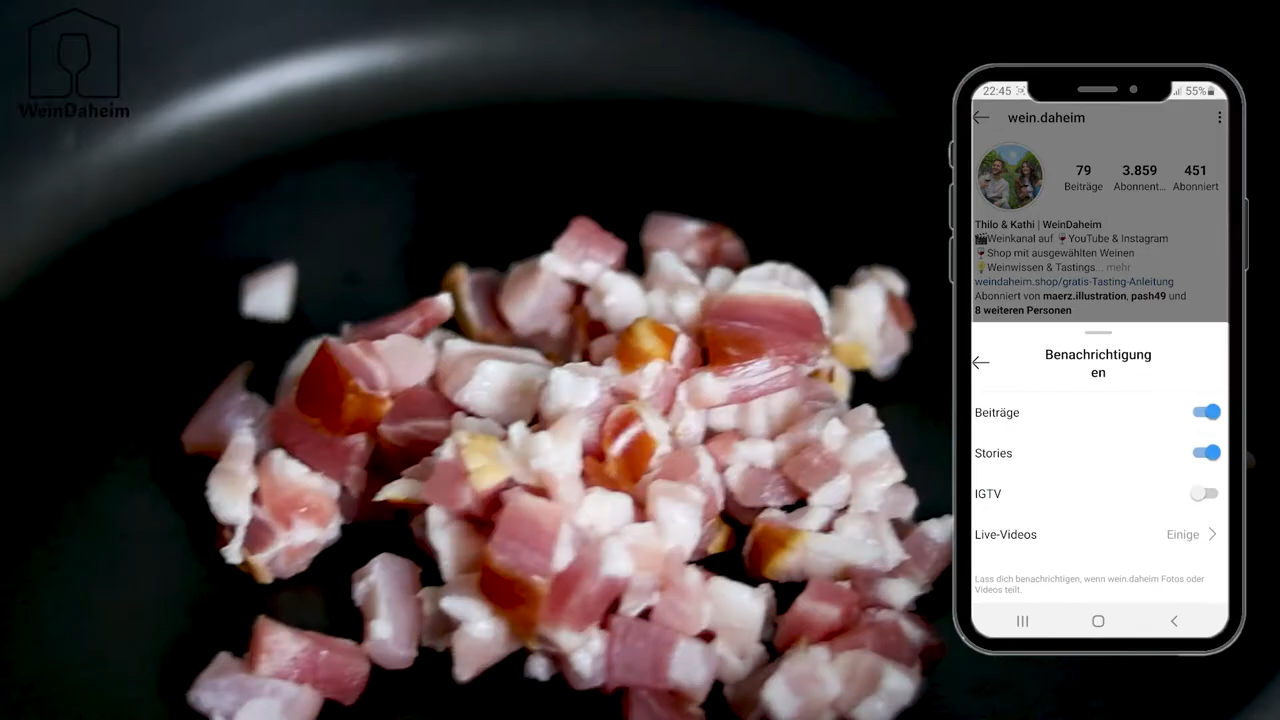 WeinDaheim
22:45 55%
wein.daheim
79 3.859 451
Beiträge Abonnent... Abonniert
Thilo & Kathi | WeinDaheim
🎬Weinkanal auf 🍷YouTube & Instagram
🍷Shop mit ausgewählten Weinen
💡Weinwissen & Tastings... mehr
weindaheim.shop/gratis-Tasting-Anleitung
Abonniert von maerz.illustration, pash49 und
8 weiteren Personen
Benachrichtigung
en
Beiträge
Stories
IGTV
Live-Videos Einige
Lass dich benachrichtigen, wenn wein.daheim Fotos oder
Videos teilt.